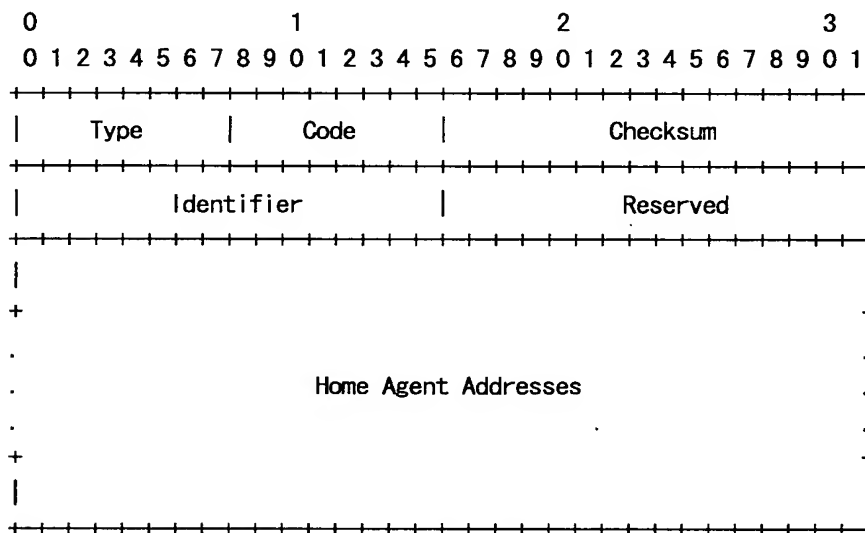 0 1 2 3
0 1 2 3 4 5 6 7 8 9 0 1 2 3 4 5 6 7 8 9 0 1 2 3 4 5 6 7 8 9 0 1
+-+-+-+-+-+-+-+-+-+-+-+-+-+-+-+-+-+-+-+-+-+-+-+-+-+-+-+-+-+-+-+-+
| Type | Code | Checksum
+-+-+-+-+-+-+-+-+-+-+-+-+-+-+-+-+-+-+-+-+-+-+-+-+-+-+-+-+-+-+-+-+
| Identifier | Reserved
+-+-+-+-+-+-+-+-+-+-+-+-+-+-+-+-+-+-+-+-+-+-+-+-+-+-+-+-+-+-+-+-+
|
+ .
. .
. Home Agent Addresses .
. .
+ .
|
+-+-+-+-+-+-+-+-+-+-+-+-+-+-+-+-+-+-+-+-+-+-+-+-+-+-+-+-+-+-+-+-+